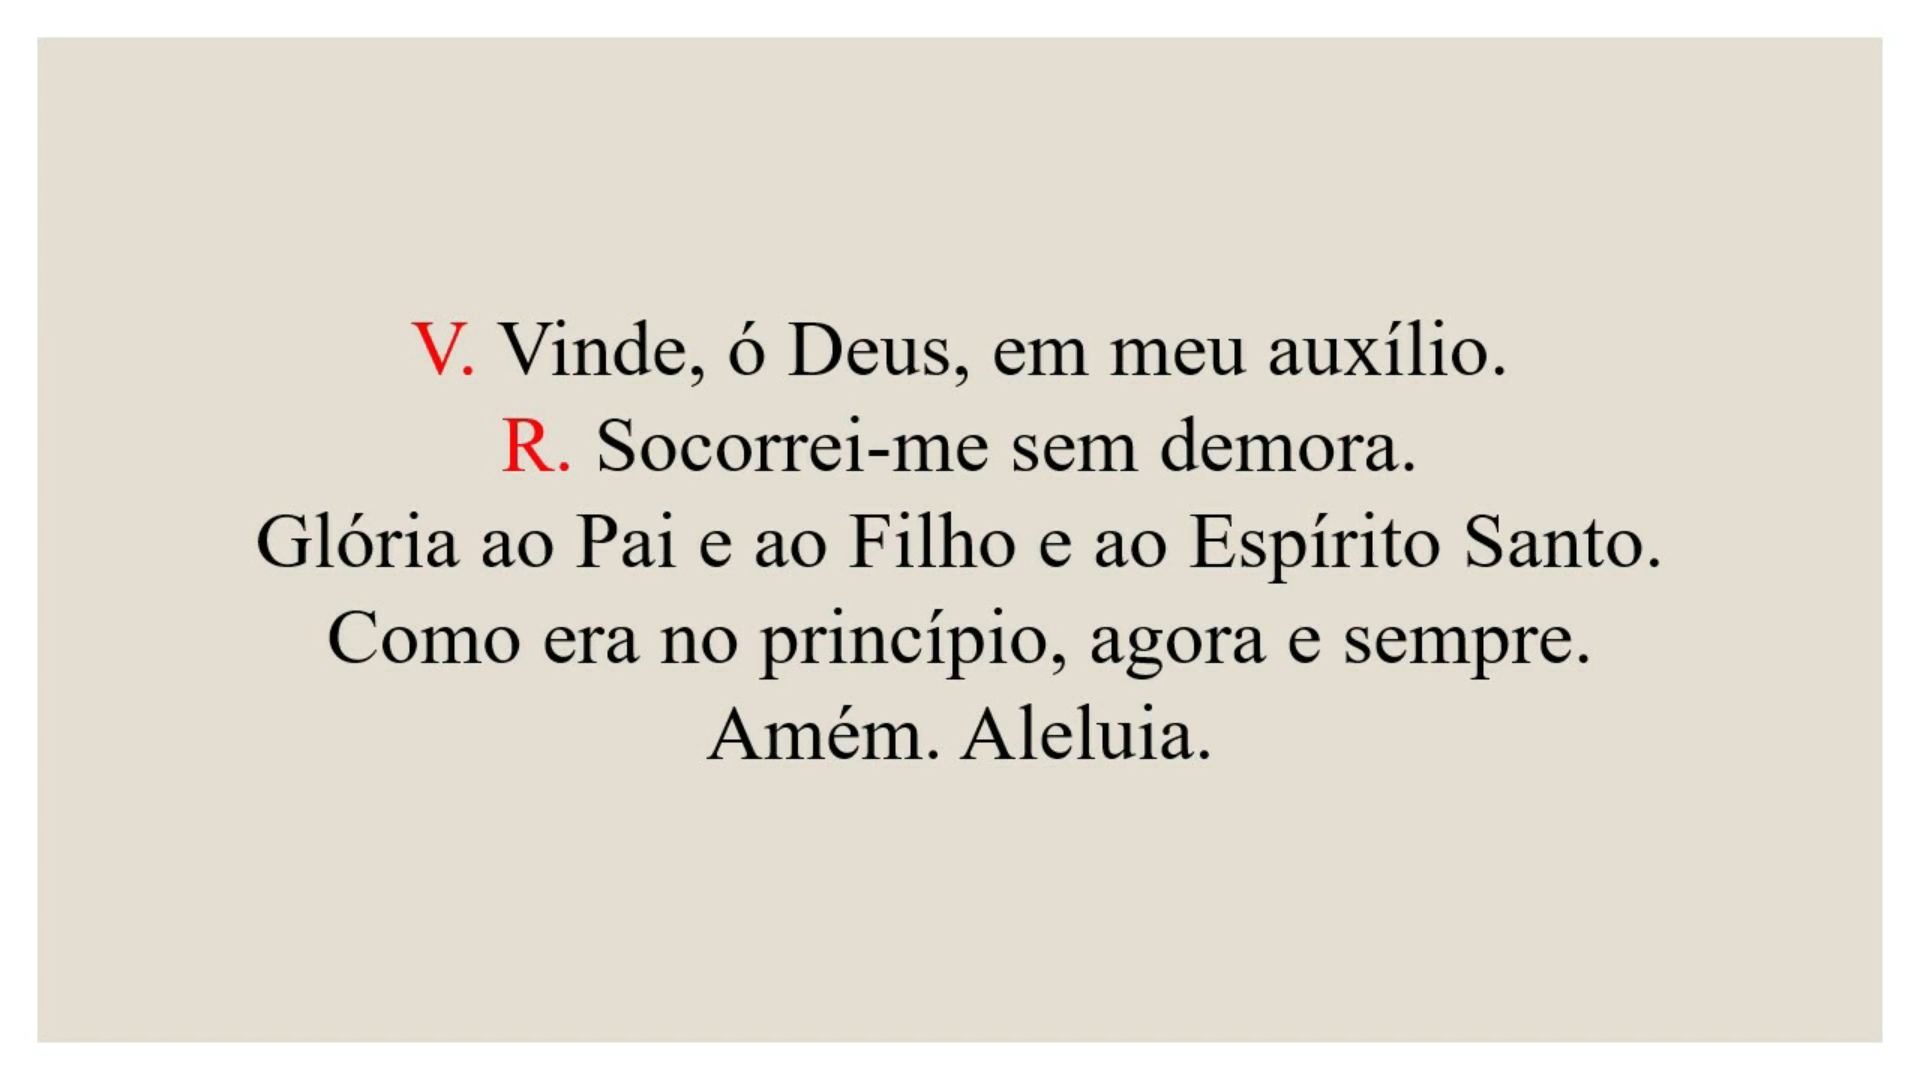 V. Vinde, ó Deus, em meu auxílio.
R. Socorrei-me sem demora.
Glória ao Pai e ao Filho e ao Espírito Santo.
Como era no princípio, agora e sempre.
Amém. Aleluia.